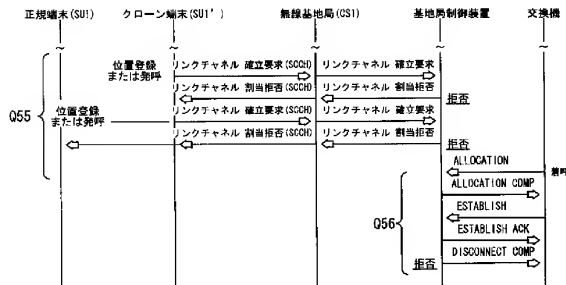 正規端末(SU1) クローン端末(SU1') 無線基地局(CS1) 基地局制御装置 交換機
位置登録 または発呼
リンクチャネル 確立要求(SCCH) リンクチャネル 確立要求
リンクチャネル 割当拒否(SCCH) リンクチャネル 割当拒否
拒否
Q55
位置登録 または発呼
リンクチャネル 確立要求(SCCH) リンクチャネル 確立要求
リンクチャネル 割当拒否(SCCH) リンクチャネル 割当拒否
拒否
ALLOCATION
着呼
ALLOCATION COMP
ESTABLISH
Q56
ESTABLISH ACK
拒否
DISCONNECT COMP